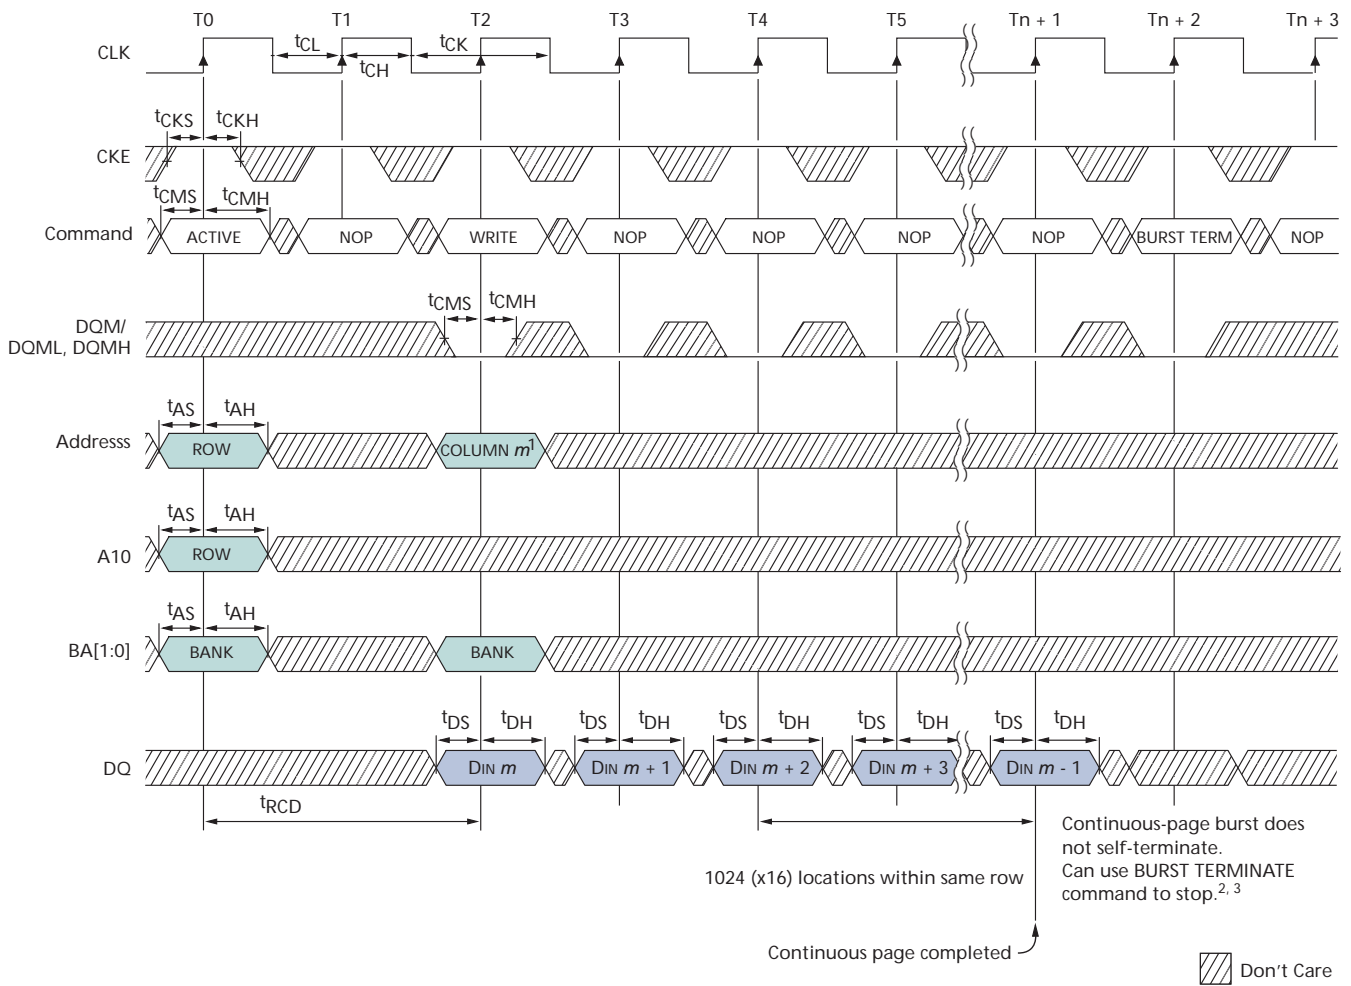 T0 T1 T2 T3 T4 T5 Tn + 1 Tn + 2 Tn + 3
CLK
tCL tCH tCK
tCKS tCKH
CKE
tCMS tCMH
Command ACTIVE NOP WRITE NOP NOP NOP NOP BURST TERM NOP
tCMS tCMH
DQM/
DQML, DQMH
tAS tAH
Addresss ROW COLUMN m1
tAS tAH
A10 ROW
tAS tAH
BA[1:0] BANK BANK
tDS tDH tDS tDH tDS tDH tDS tDH tDS tDH
DQ DIN m DIN m + 1 DIN m + 2 DIN m + 3 DIN m - 1
tRCD
1024 (x16) locations within same row
Continuous-page burst does
not self-terminate.
Can use BURST TERMINATE
command to stop.2, 3
Continuous page completed
Don't Care